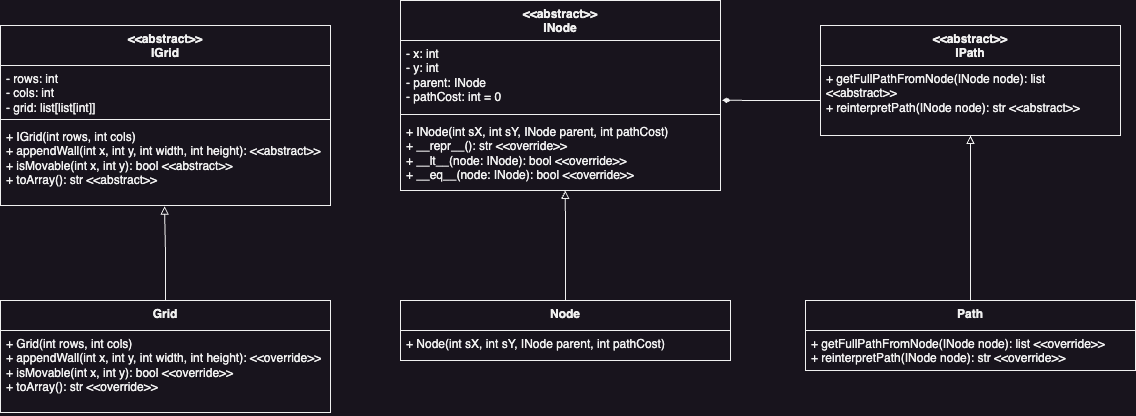 <<abstract>>
IGrid
- rows: int
- cols: int
- grid: list[list[int]]
+ IGrid(int rows, int cols)
+ appendWall(int x, int y, int width, int height): <<abstract>>
+ isMovable(int x, int y): bool <<abstract>>
+ toArray(): str <<abstract>>
<<abstract>>
INode
- x: int
- y: int
- parent: INode
- pathCost: int = 0
+ INode(int sX, int sY, INode parent, int pathCost)
+ __repr__(): str <<override>>
+ __lt__(node: INode): bool <<override>>
+ __eq__(node: INode): bool <<override>>
<<abstract>>
IPath
+ getFullPathFromNode(INode node): list
<<abstract>>
+ reinterpretPath(INode node): str <<abstract>>
Grid
+ Grid(int rows, int cols)
+ appendWall(int x, int y, int width, int height): <<override>>
+ isMovable(int x, int y): bool <<override>>
+ toArray(): str <<override>>
Node
+ Node(int sX, int sY, INode parent, int pathCost)
Path
+ getFullPathFromNode(INode node): list <<override>>
+ reinterpretPath(INode node): str <<override>>